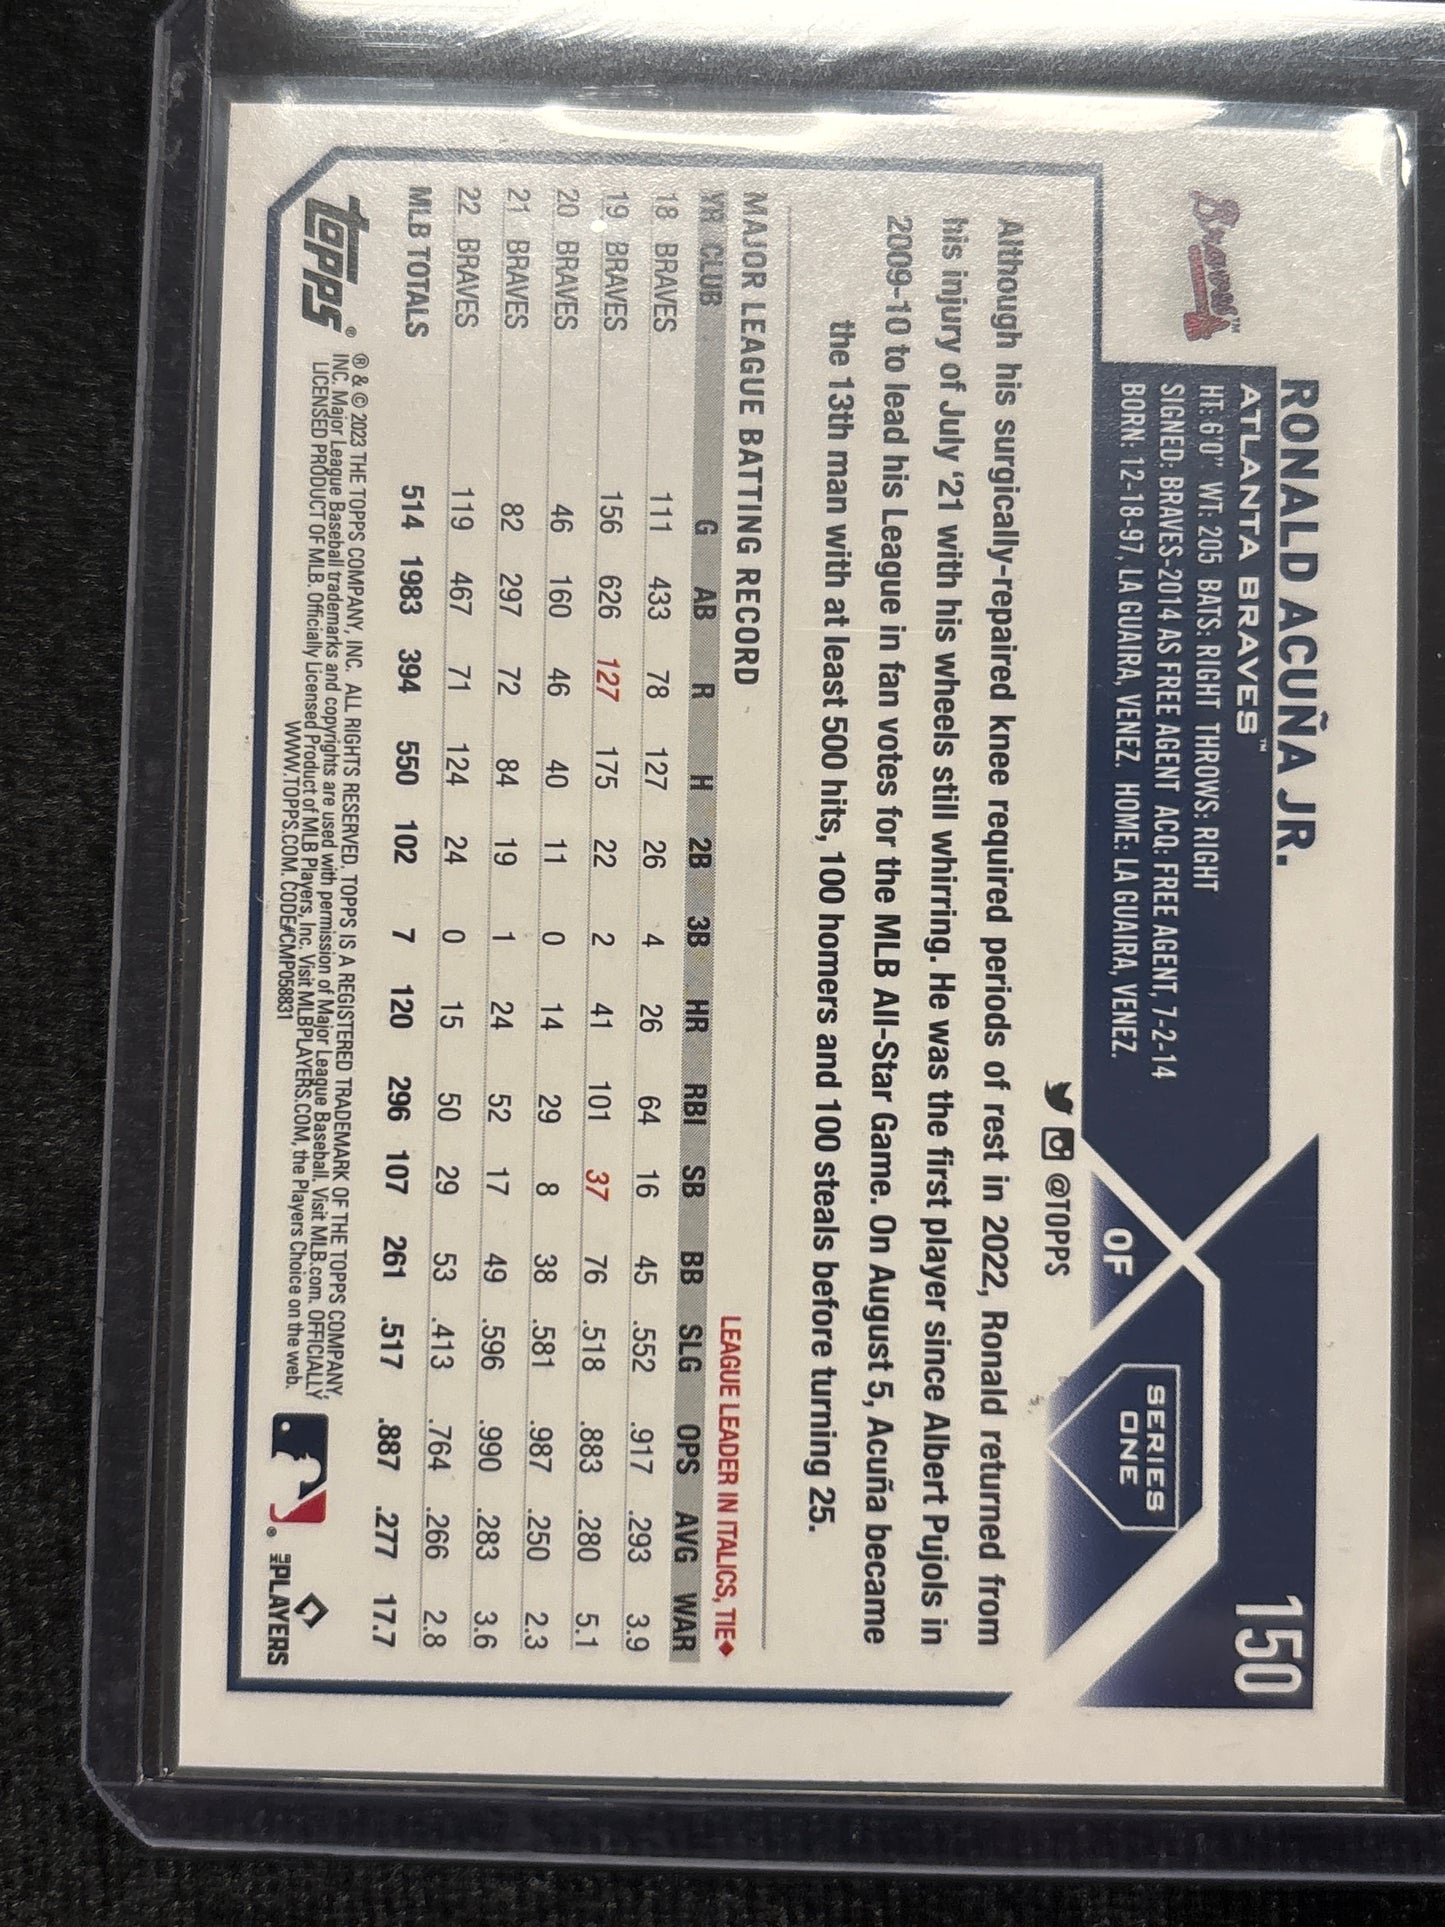 Braves™
RONALD ACUÑA JR.
ATLANTA BRAVES™
HT: 6'0" WT: 205 BATS: RIGHT THROWS: RIGHT
SIGNED: BRAVES-2014 AS FREE AGENT ACQ: FREE AGENT, 7-2-14
BORN: 12-18-97, LA GUAIRA, VENEZ. HOME: LA GUAIRA, VENEZ.
150
SERIES
ONE
OF
@TOPPS
Although his surgically-repaired knee required periods of rest in 2022, Ronald returned from
his injury of July '21 with his wheels still whirring. He was the first player since Albert Pujols in
2009-10 to lead his League in fan votes for the MLB All-Star Game. On August 5, Acuña became
the 13th man with at least 500 hits, 100 homers and 100 steals before turning 25.
MAJOR LEAGUE BATTING RECORD LEAGUE LEADER IN ITALICS, TIE◆
YR CLUB G AB R H 2B 3B HR RBI SB BB SLG OPS AVG WAR
18 BRAVES 111 433 78 127 26 4 26 64 16 45 .552 .917 .293 3.9
19 BRAVES 156 626 127 175 22 2 41 101 37 76 .518 .883 .280 5.1
20 BRAVES 46 160 46 40 11 0 14 29 8 38 .581 .987 .250 2.3
21 BRAVES 82 297 72 84 19 1 24 52 17 49 .596 .990 .283 3.6
22 BRAVES 119 467 71 124 24 0 15 50 29 53 .413 .764 .266 2.8
MLB TOTALS 514 1983 394 550 102 7 120 296 107 261 .517 .887 .277 17.7
topps®
® & © 2023 THE TOPPS COMPANY, INC. ALL RIGHTS RESERVED. TOPPS IS A REGISTERED TRADEMARK OF THE TOPPS COMPANY,
INC. Major League Baseball trademarks and copyrights are used with permission of Major League Baseball. Visit MLB.com. OFFICIALLY
LICENSED PRODUCT OF MLB. Officially Licensed Product of MLB Players, Inc. Visit MLBPLAYERS.COM, the Players Choice on the web.
WWW.TOPPS.COM. CODE#CMP058831
®
MLB PLAYERS